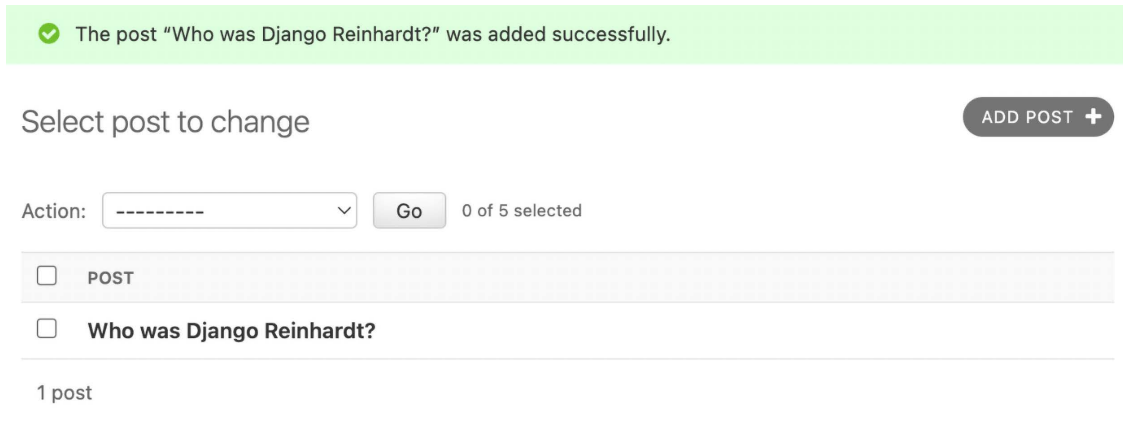 The post “Who was Django Reinhardt?” was added successfully.
Select post to change
ADD POST +
Action: --------- Go 0 of 5 selected
POST
Who was Django Reinhardt?
1 post